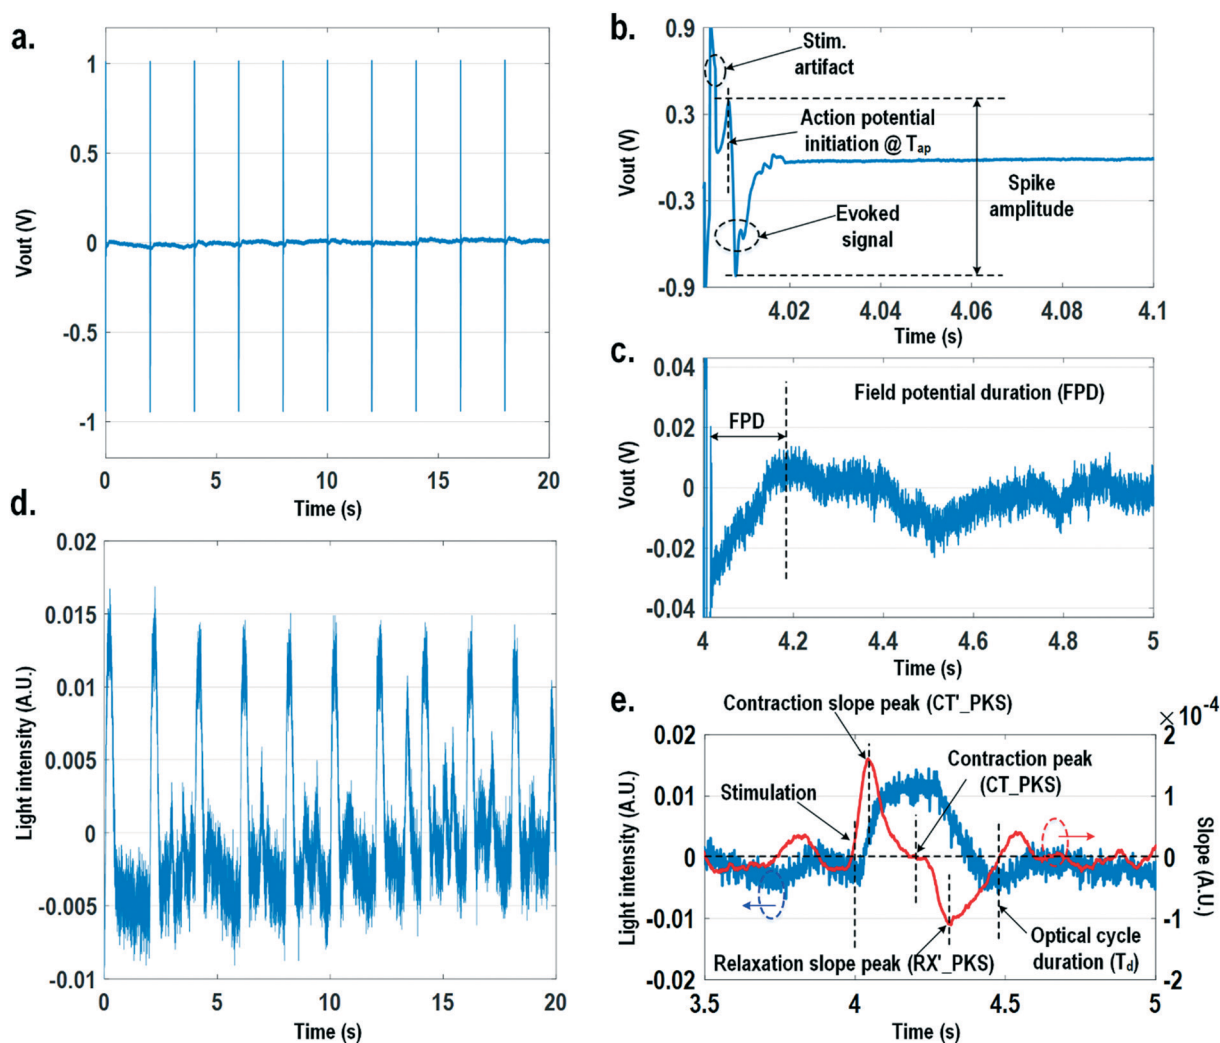 a.
Vout (V)
1
0.5
0
-0.5
-1
0
5
10
15
20
Time (s)
b.
Vout (V)
0.9
0.3
-0.3
-0.9
Stim.
artifact
Action potential
initiation @ Tap
Evoked
signal
Spike
amplitude
4.02
4.04
4.06
4.08
4.1
Time (s)
c.
Vout (V)
0.04
0.02
0
-0.02
-0.04
Field potential duration (FPD)
FPD
4
4.2
4.4
4.6
4.8
5
Time (s)
d.
Light intensity (A.U.)
0.02
0.015
0.01
0.005
0
-0.005
-0.01
0
5
10
15
20
Time (s)
e.
Light intensity (A.U.)
0.02
0.01
0
-0.01
-0.02
Contraction slope peak (CT'_PKS)
Contraction peak
(CT_PKS)
Stimulation
Relaxation slope peak (RX'_PKS)
Optical cycle
duration (Td)
×10-4
2
1
0
-1
-2
Slope (A.U)
3.5
4
4.5
5
Time (s)